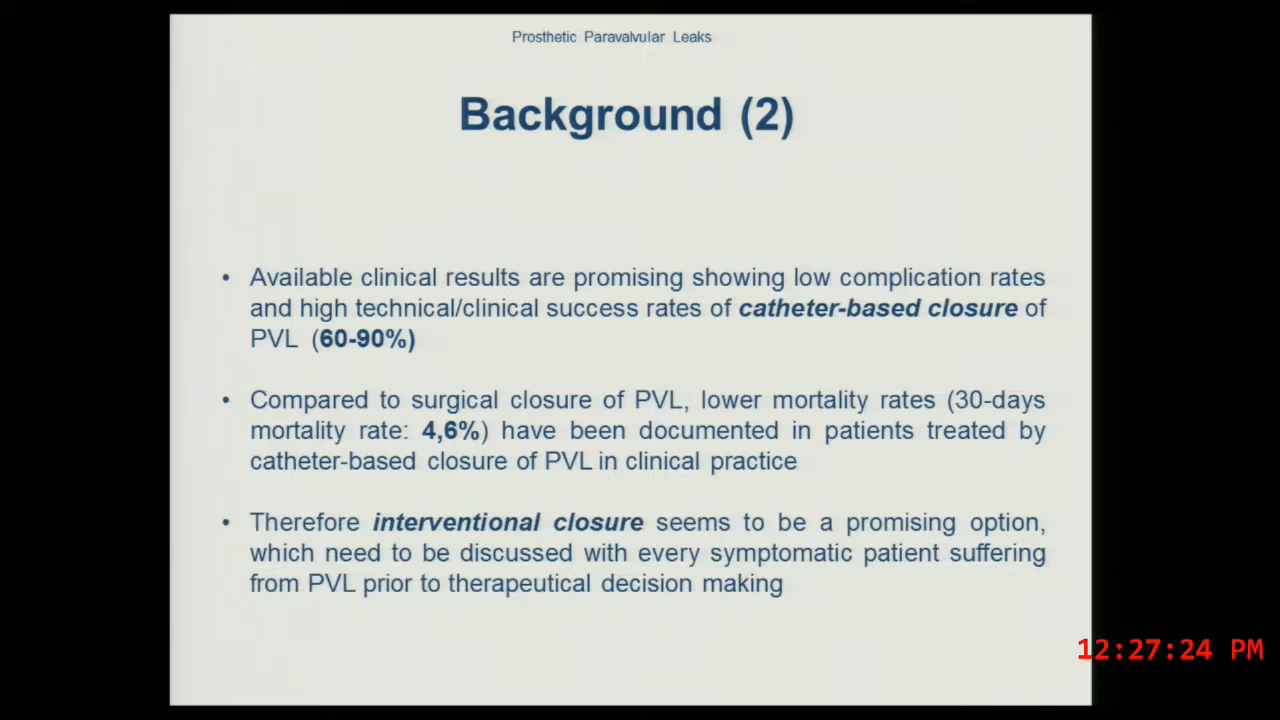 Prosthetic Paravalvular Leaks
Background (2)
• Available clinical results are promising showing low complication rates
and high technical/clinical success rates of catheter-based closure of
PVL (60-90%)
• Compared to surgical closure of PVL, lower mortality rates (30-days
mortality rate: 4,6%) have been documented in patients treated by
catheter-based closure of PVL in clinical practice
• Therefore interventional closure seems to be a promising option,
which need to be discussed with every symptomatic patient suffering
from PVL prior to therapeutical decision making
12:27:24 PM